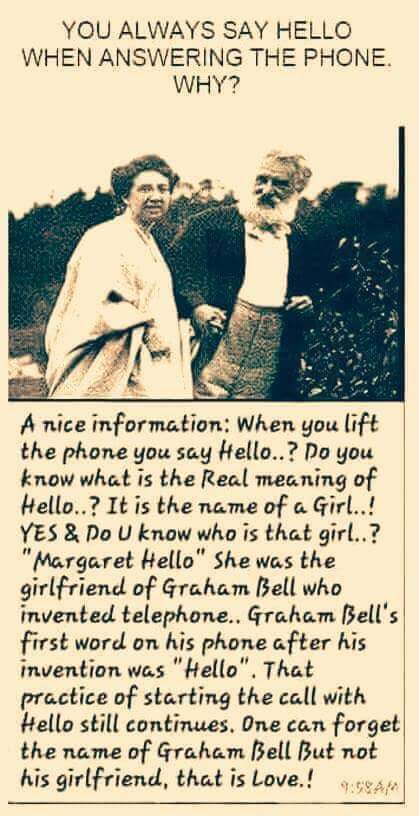 YOU ALWAYS SAY HELLO
WHEN ANSWERING THE PHONE.
WHY?
A nice information: When you lift
the phone you say Hello..? Do you
know what is the Real meaning of
Hello..? It is the name of a Girl..!
YES & Do U know who is that girl..?
"Margaret Hello" She was the
girlfriend of Graham Bell who
invented telephone.. Graham Bell's
first word on his phone after his
invention was "Hello". That
practice of starting the call with
Hello still continues. One can forget
the name of Graham Bell But not
his girlfriend, that is Love.! 9:58AM